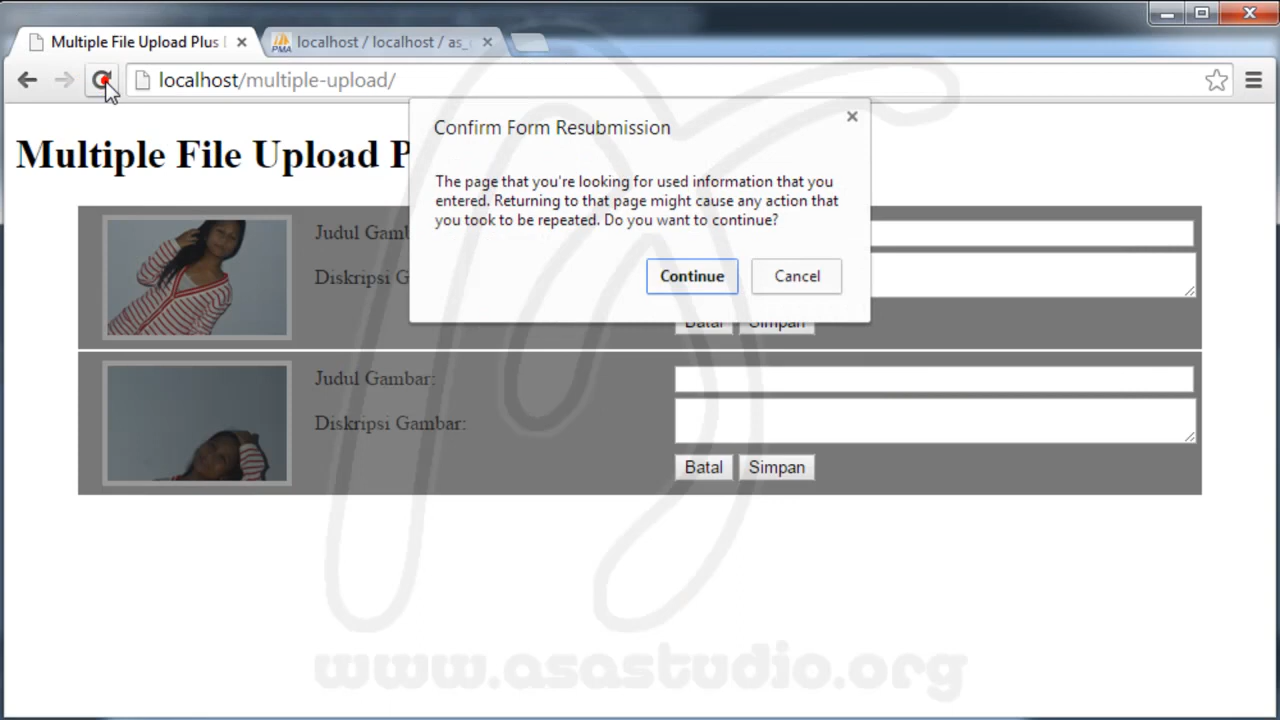 Multiple File Upload Plus
localhost / localhost / as_
PMA
localhost/multiple-upload/
Confirm Form Resubmission
The page that you're looking for used information that you
entered. Returning to that page might cause any action that
you took to be repeated. Do you want to continue?
Continue Cancel
Multiple File Upload P
Judul Gamb
Diskripsi G
Batal Simpan
Judul Gambar:
Diskripsi Gambar:
Batal Simpan
www.asastudio.org